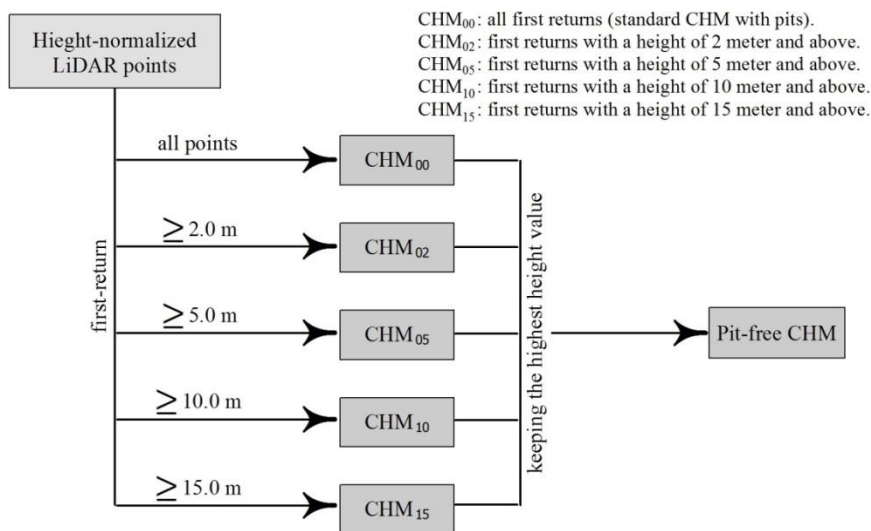 Hieght-normalized
LiDAR points
CHM₀₀: all first returns (standard CHM with pits).
CHM₀₂: first returns with a height of 2 meter and above.
CHM₀₅: first returns with a height of 5 meter and above.
CHM₁₀: first returns with a height of 10 meter and above.
CHM₁₅: first returns with a height of 15 meter and above.
first-return
all points
CHM₀₀
≥ 2.0 m
CHM₀₂
≥ 5.0 m
CHM₀₅
≥ 10.0 m
CHM₁₀
≥ 15.0 m
CHM₁₅
keeping the highest height value
Pit-free CHM